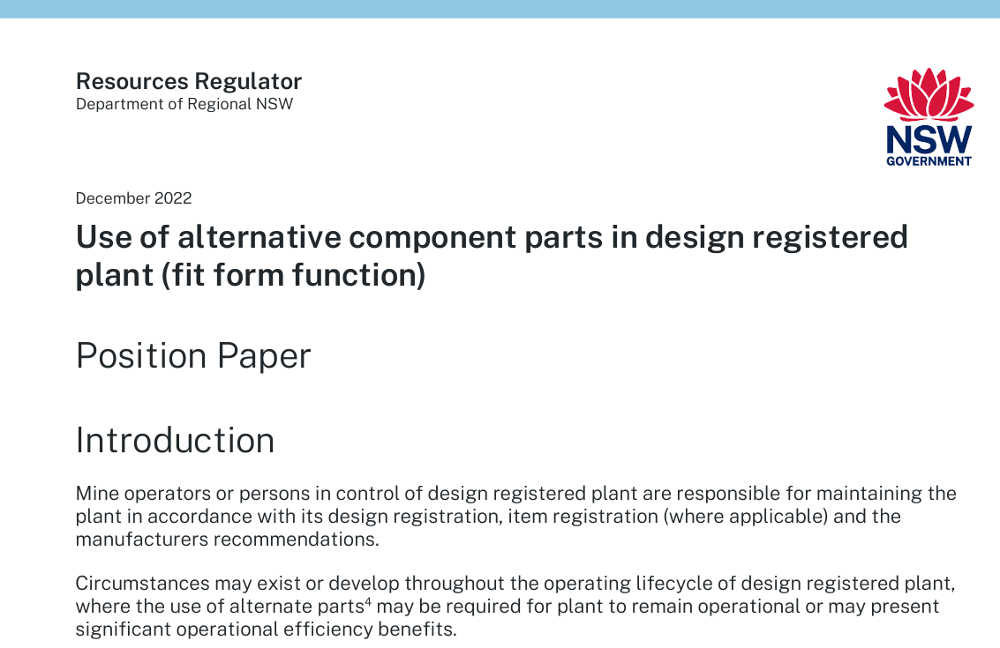 Resources Regulator
Department of Regional NSW
NSW
GOVERNMENT
December 2022
Use of alternative component parts in design registered
plant (fit form function)
Position Paper
Introduction
Mine operators or persons in control of design registered plant are responsible for maintaining the
plant in accordance with its design registration, item registration (where applicable) and the
manufacturers recommendations.
Circumstances may exist or develop throughout the operating lifecycle of design registered plant,
where the use of alternate parts⁴ may be required for plant to remain operational or may present
significant operational efficiency benefits.